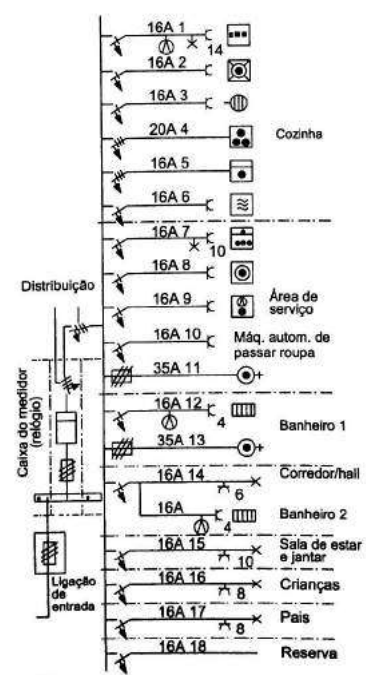 16A 1
14
16A 2
16A 3
20A 4
Cozinha
16A 5
16A 6
16A 7
10
16A 8
Distribuição
16A 9
Área de
serviço
16A 10
Máq. autom. de
passar roupa
35A 11
+
Caixa do medidor
(relógio)
16A 12
4
Banheiro 1
35A 13
+
16A 14
Corredor/hall
6
16A
4
Banheiro 2
16A 15
10
Sala de estar
e jantar
Ligação
de
entrada
16A 16
8
Crianças
16A 17
8
Pais
16A 18
Reserva